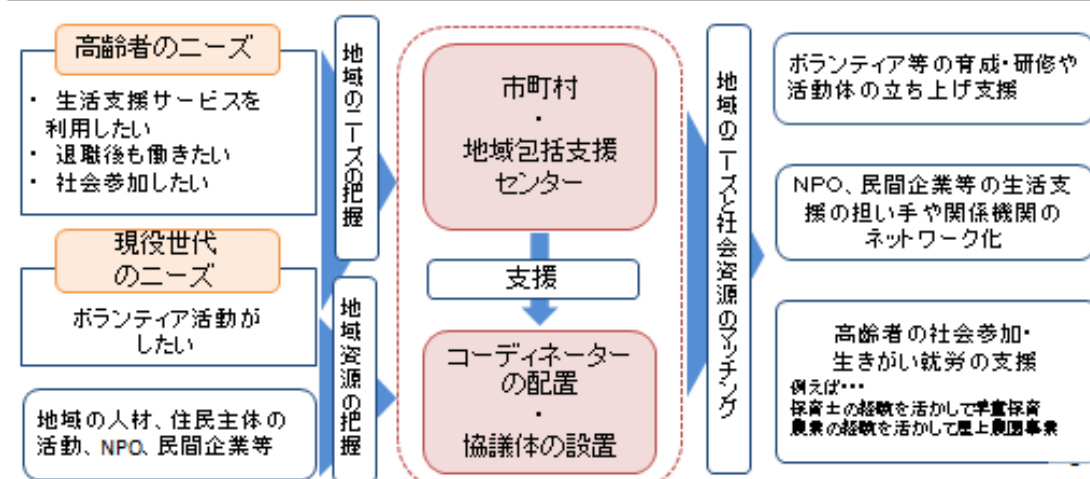 高齢者のニーズ
・ 生活支援サービスを
利用したい
・ 退職後も働きたい
・ 社会参加したい
現役世代
のニーズ
ボランティア活動が
したい
地域の人材、住民主体の
活動、NPO、民間企業等
地域のニーズの把握
地域資源の把握
市町村
・
地域包括支援
センター
支援
コーディネーター
の配置
・
協議体の設置
地域のニーズと社会資源のマッチング
ボランティア等の育成・研修や
活動体の立ち上げ支援
NPO、民間企業等の生活支
援の担い手や関係機関の
ネットワーク化
高齢者の社会参加・
生きがい就労の支援
例えば・・・
保育士の経験を活かして学童保育
農業の経験を活かして屋上農園事業